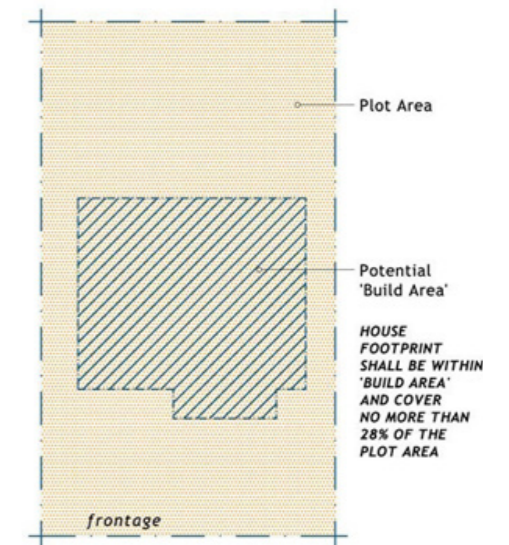 Plot Area
Potential
'Build Area'
HOUSE
FOOTPRINT
SHALL BE WITHIN
'BUILD AREA'
AND COVER
NO MORE THAN
28% OF THE
PLOT AREA
frontage